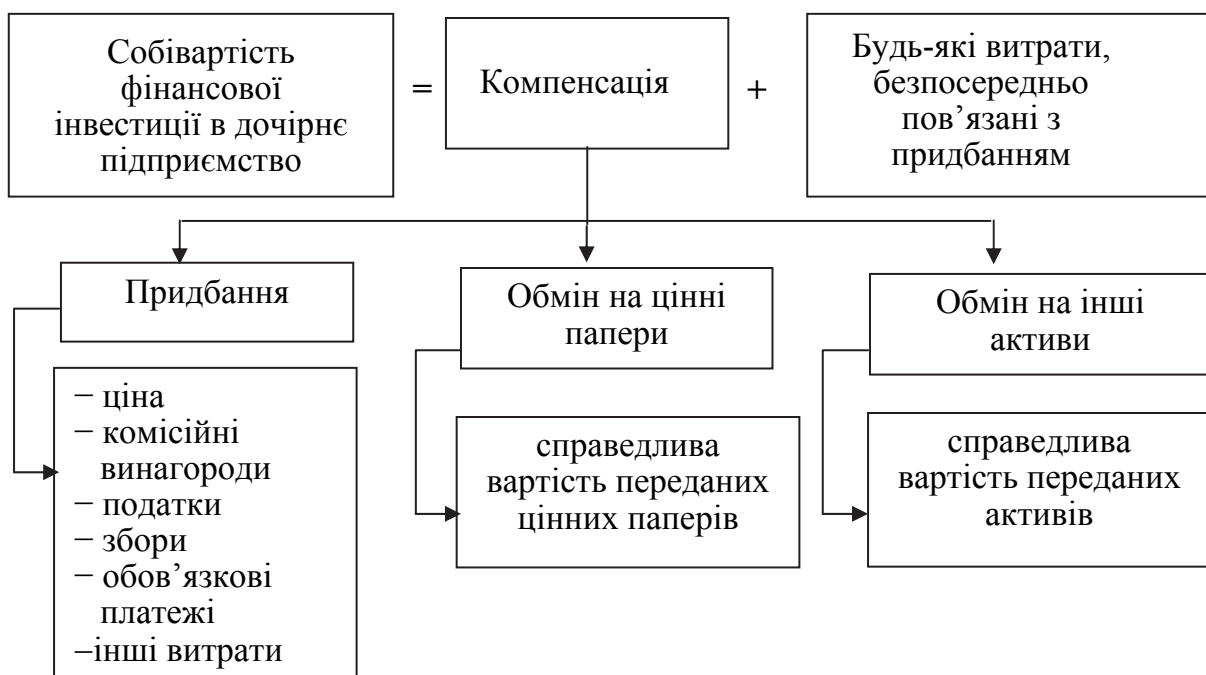 Собівартість
фінансової
інвестиції в дочірнє
підприємство
=
Компенсація
+
Будь-які витрати,
безпосередньо
пов’язані з
придбанням
Придбання
– ціна
– комісійні
винагороди
– податки
– збори
– обов’язкові
платежі
–інші витрати
Обмін на цінні
папери
справедлива
вартість переданих
цінних паперів
Обмін на інші
активи
справедлива
вартість переданих
активів